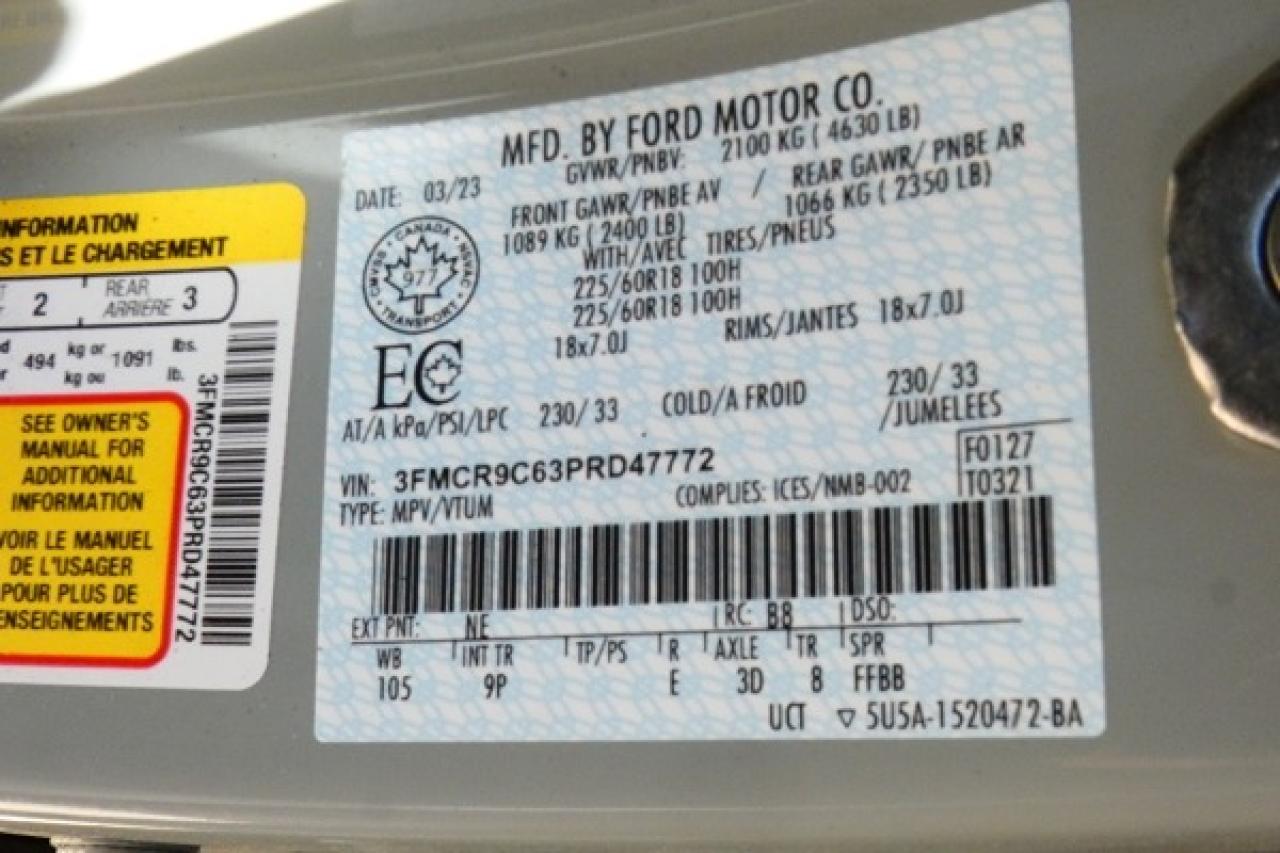 INFORMATION
S ET LE CHARGEMENT
2 REAR ARRIÈRE 3
494 kg or kg ou 1091 lbs. lb.
SEE OWNER'S
MANUAL FOR
ADDITIONAL
INFORMATION
VOIR LE MANUEL
DE L'USAGER
POUR PLUS DE
ENSEIGNEMENTS
3FMCR9C63PRD47772
MFD. BY FORD MOTOR CO.
DATE: 03/23 GVWR/PNBV: 2100 KG ( 4630 LB)
FRONT GAWR/PNBE AV / REAR GAWR/ PNBE AR
1089 KG ( 2400 LB) 1066 KG ( 2350 LB)
WITH/AVEC TIRES/PNEUS
225/60R18 100H
225/60R18 100H
18x7.0J RIMS/JANTES 18x7.0J
CANADA
CMVSS 977 NSVAC
TRANSPORT
EC
AT/A kPa/PSI/LPC 230/ 33 COLD/A FROID 230/ 33
/JUMELEES
VIN: 3FMCR9C63PRD47772 F0127
TYPE: MPV/VTUM COMPLIES: ICES/NMB-002 T0321
EXT PNT: NE RC: B8 DSO:
WB INT TR TP/PS R AXLE TR SPR
105 9P E 3D 8 FFBB
UCT ▽ 5U5A-1520472-BA